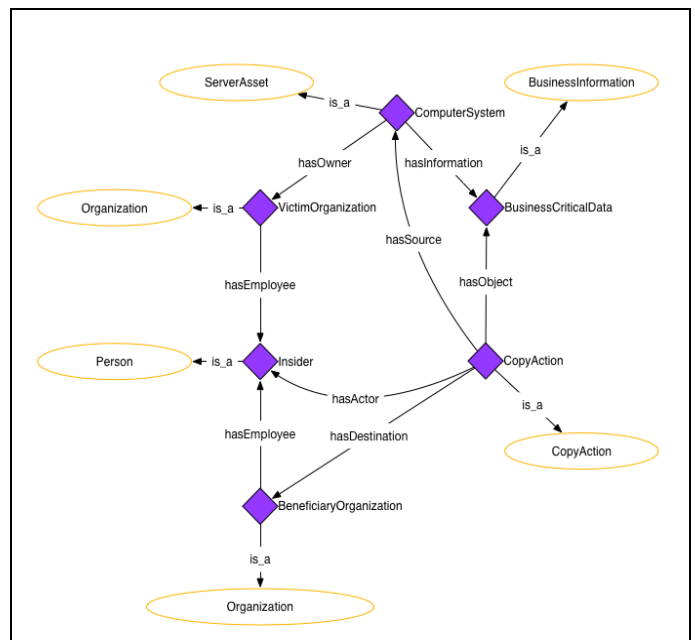 ServerAsset
BusinessInformation
is_a
ComputerSystem
is_a
hasOwner
hasInformation
Organization
is_a
VictimOrganization
BusinessCriticalData
hasSource
hasEmployee
hasObject
Person
is_a
Insider
CopyAction
hasActor
is_a
hasEmployee
hasDestination
CopyAction
BeneficiaryOrganization
is_a
Organization